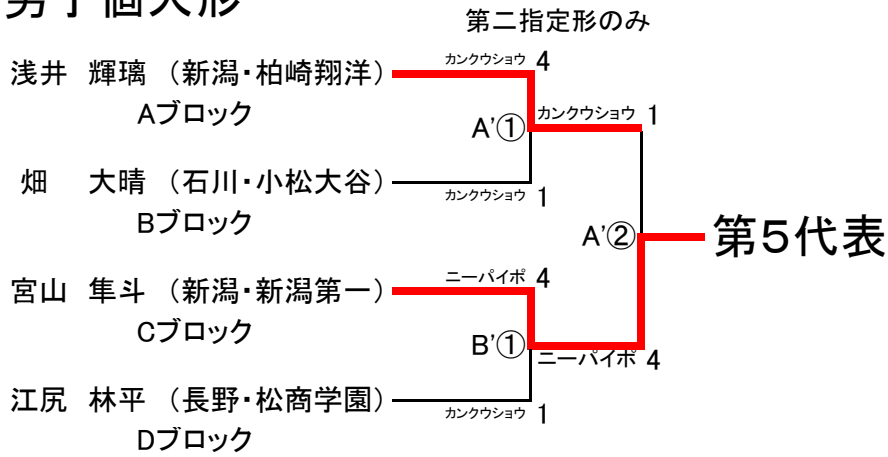 男子個人形
第二指定形のみ
浅井　輝璃　（新潟・柏崎翔洋）
Aブロック
カンクウショウ 4
A'①
カンクウショウ 1
畑　　大晴　（石川・小松大谷）
Bブロック
カンクウショウ 1
A'②
第5代表
宮山　隼斗　（新潟・新潟第一）
Cブロック
ニーパイポ 4
B'①
ニーパイポ 4
江尻　林平　（長野・松商学園）
Dブロック
カンクウショウ 1